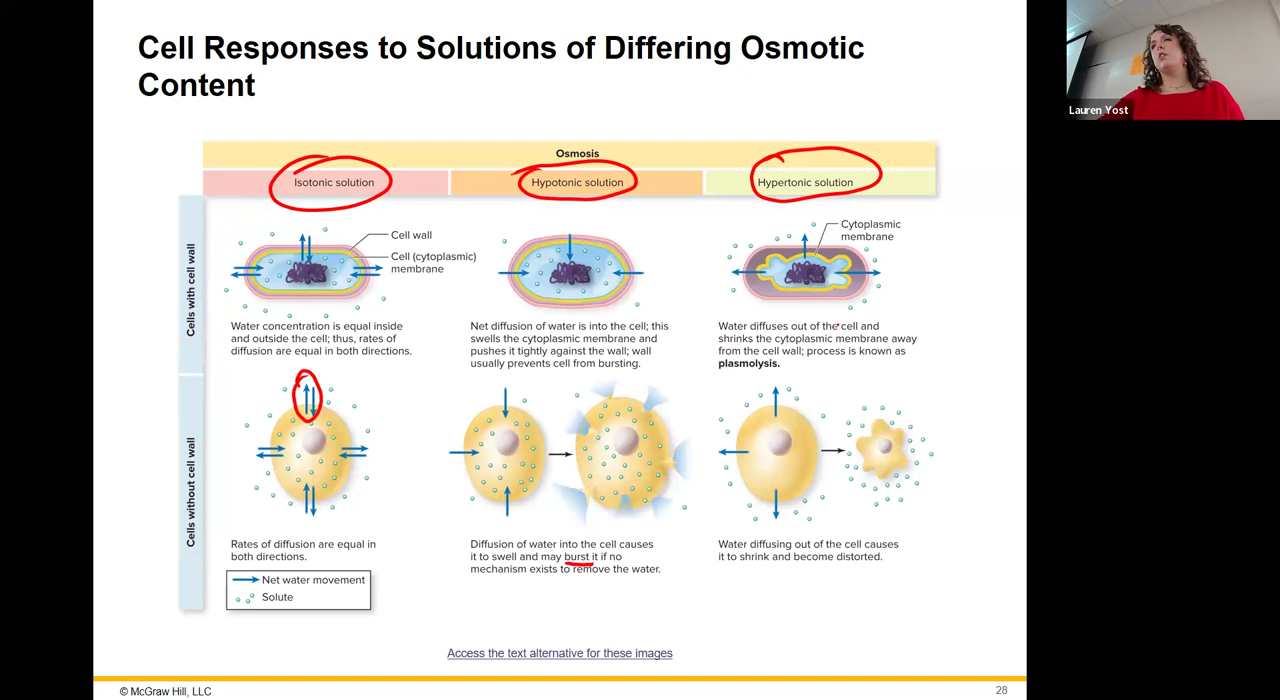 Cell Responses to Solutions of Differing Osmotic
Content
Lauren Yost
Osmosis
Isotonic solution
Hypotonic solution
Hypertonic solution
Cells with cell wall
Cell wall
Cell (cytoplasmic)
membrane
Cytoplasmic
membrane
Water concentration is equal inside
and outside the cell; thus, rates of
diffusion are equal in both directions.
Net diffusion of water is into the cell; this
swells the cytoplasmic membrane and
pushes it tightly against the wall; wall
usually prevents cell from bursting.
Water diffuses out of the cell and
shrinks the cytoplasmic membrane away
from the cell wall; process is known as
plasmolysis.
Cells without cell wall
Rates of diffusion are equal in
both directions.
Diffusion of water into the cell causes
it to swell and may burst it if no
mechanism exists to remove the water.
Water diffusing out of the cell causes
it to shrink and become distorted.
Net water movement
Solute
Access the text alternative for these images
© McGraw Hill, LLC
28